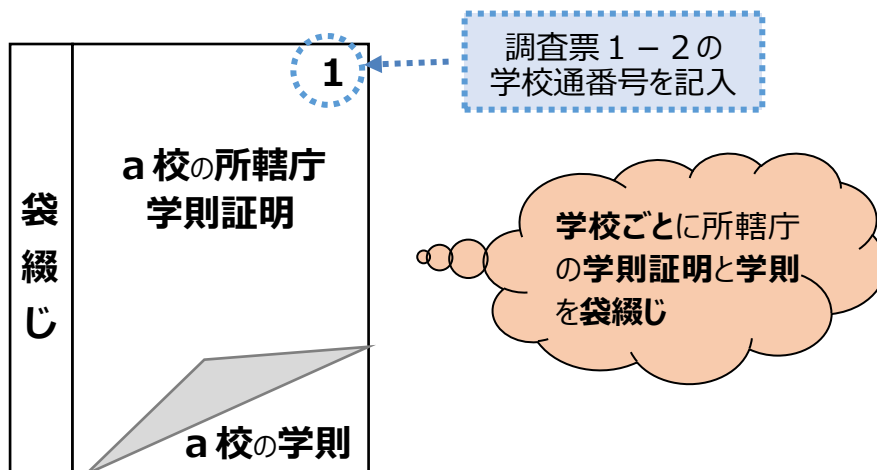 1
調査票１－２の
学校通番号を記入
ａ校の所轄庁
学則証明
袋綴じ
学校ごとに所轄庁
の学則証明と学則
を袋綴じ
ａ校の学則